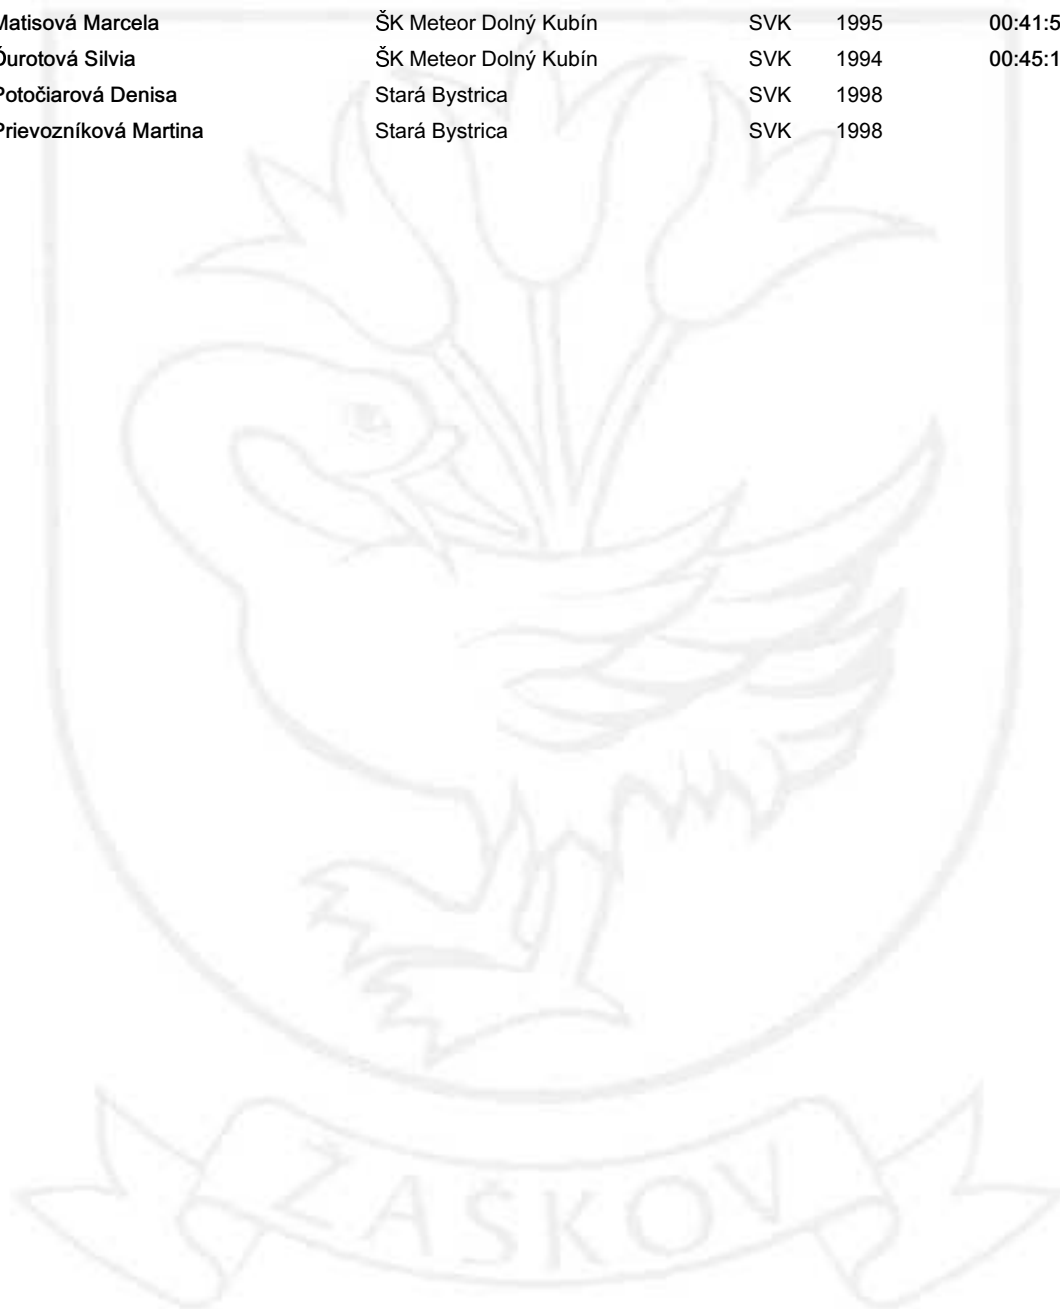 Matisová Marcela ŠK Meteor Dolný Kubín SVK 1995 00:41:5
Ďurotová Silvia ŠK Meteor Dolný Kubín SVK 1994 00:45:1
Potočiarová Denisa Stará Bystrica SVK 1998
Prievozníková Martina Stará Bystrica SVK 1998
ŽAŠKOV